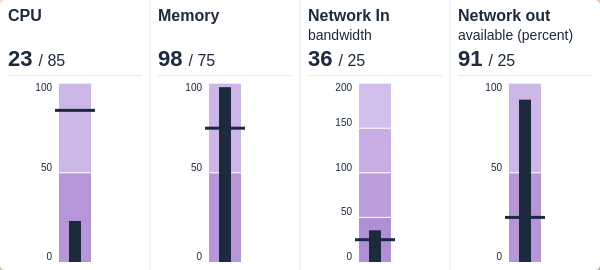 CPU
23 / 85
100
50
0
Memory
98 / 75
100
50
0
Network In
bandwidth
36 / 25
200
150
100
50
0
Network out
available (percent)
91 / 25
100
50
0